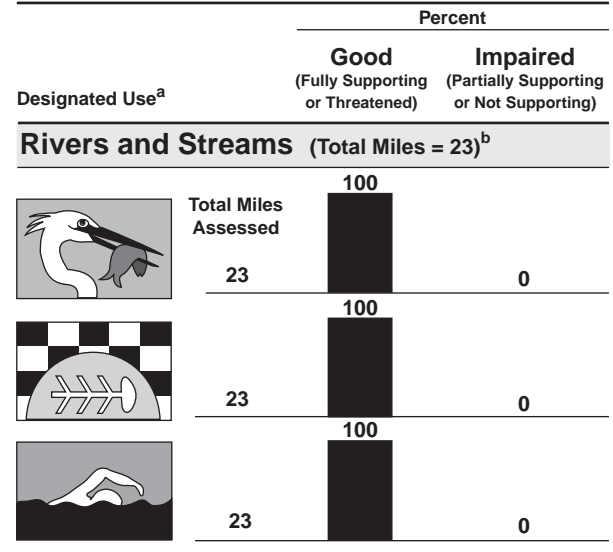 Percent
Good Impaired
(Fully Supporting (Partially Supporting
Designated Use^a or Threatened) or Not Supporting)
Rivers and Streams (Total Miles = 23)^b
Total Miles 100
Assessed
23 0
100
23 0
100
23 0